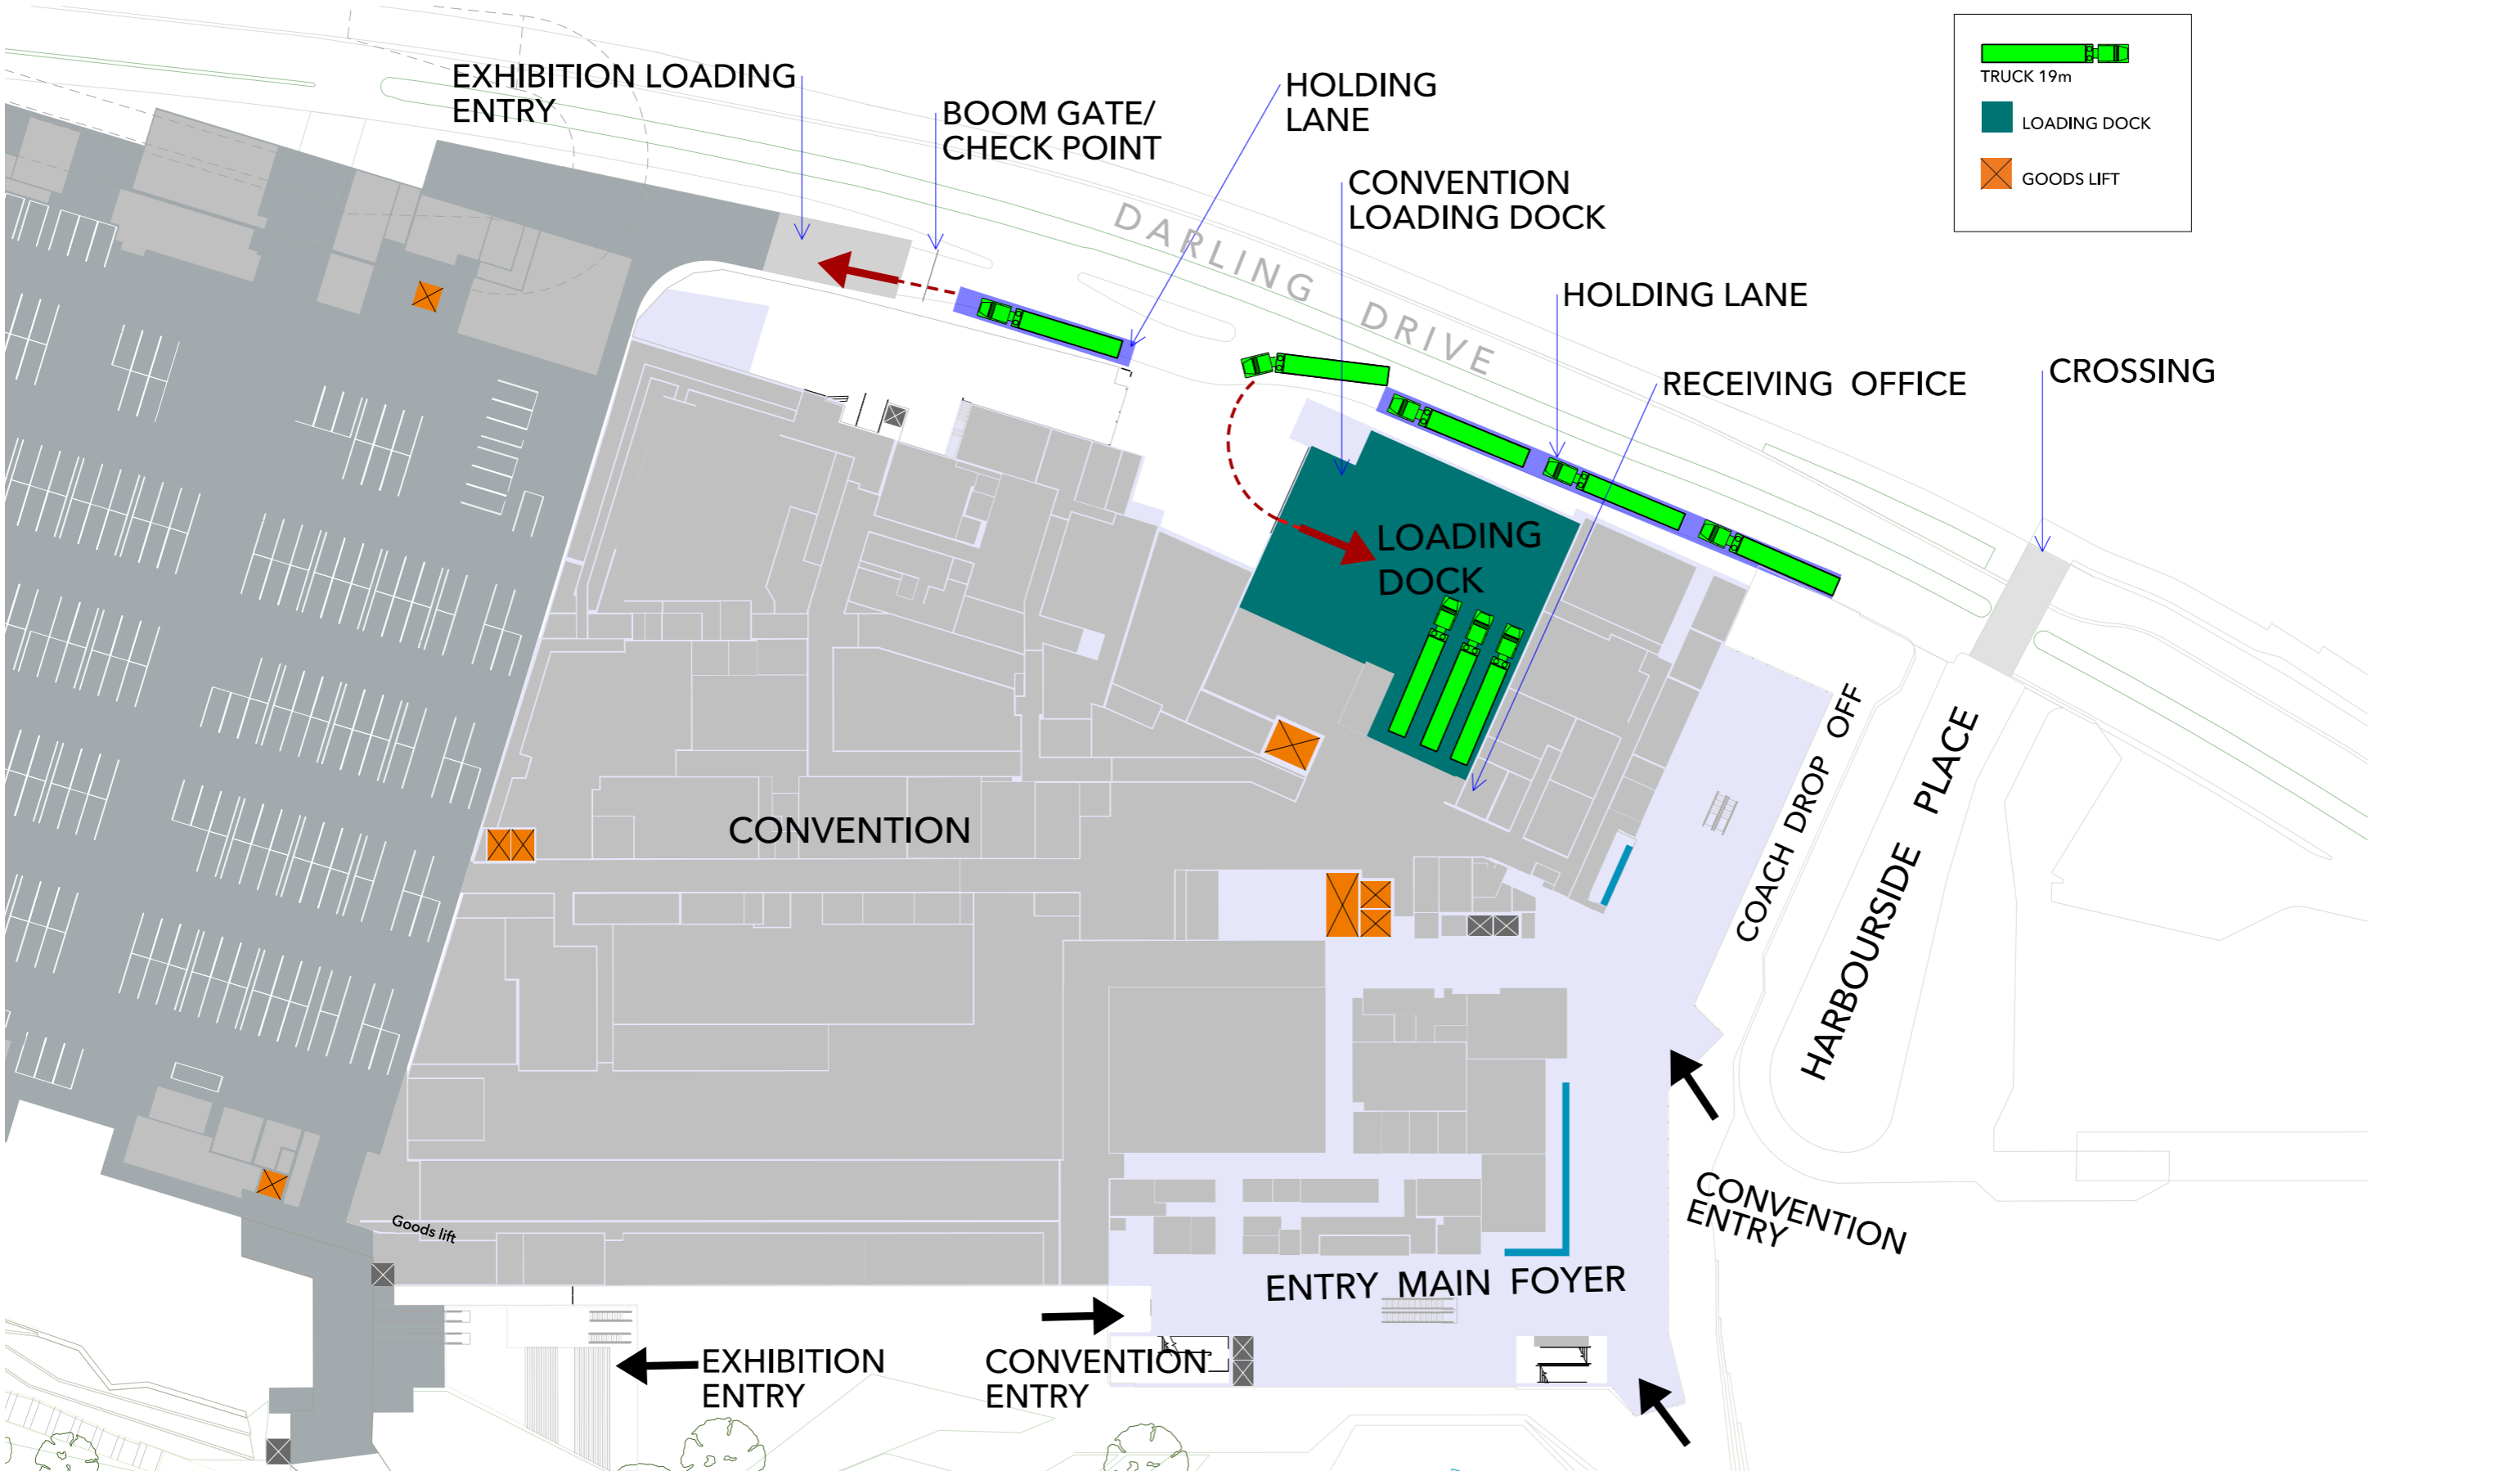 EXHIBITION LOADING
ENTRY
BOOM GATE/
CHECK POINT
HOLDING
LANE
CONVENTION
LOADING DOCK
TRUCK 19m
LOADING DOCK
GOODS LIFT
DARLING DRIVE
HOLDING LANE
RECEIVING OFFICE
CROSSING
LOADING
DOCK
CONVENTION
COACH DROP OFF
HARBOURSIDE PLACE
CONVENTION
ENTRY
Goods lift
ENTRY MAIN FOYER
EXHIBITION
ENTRY
CONVENTION
ENTRY